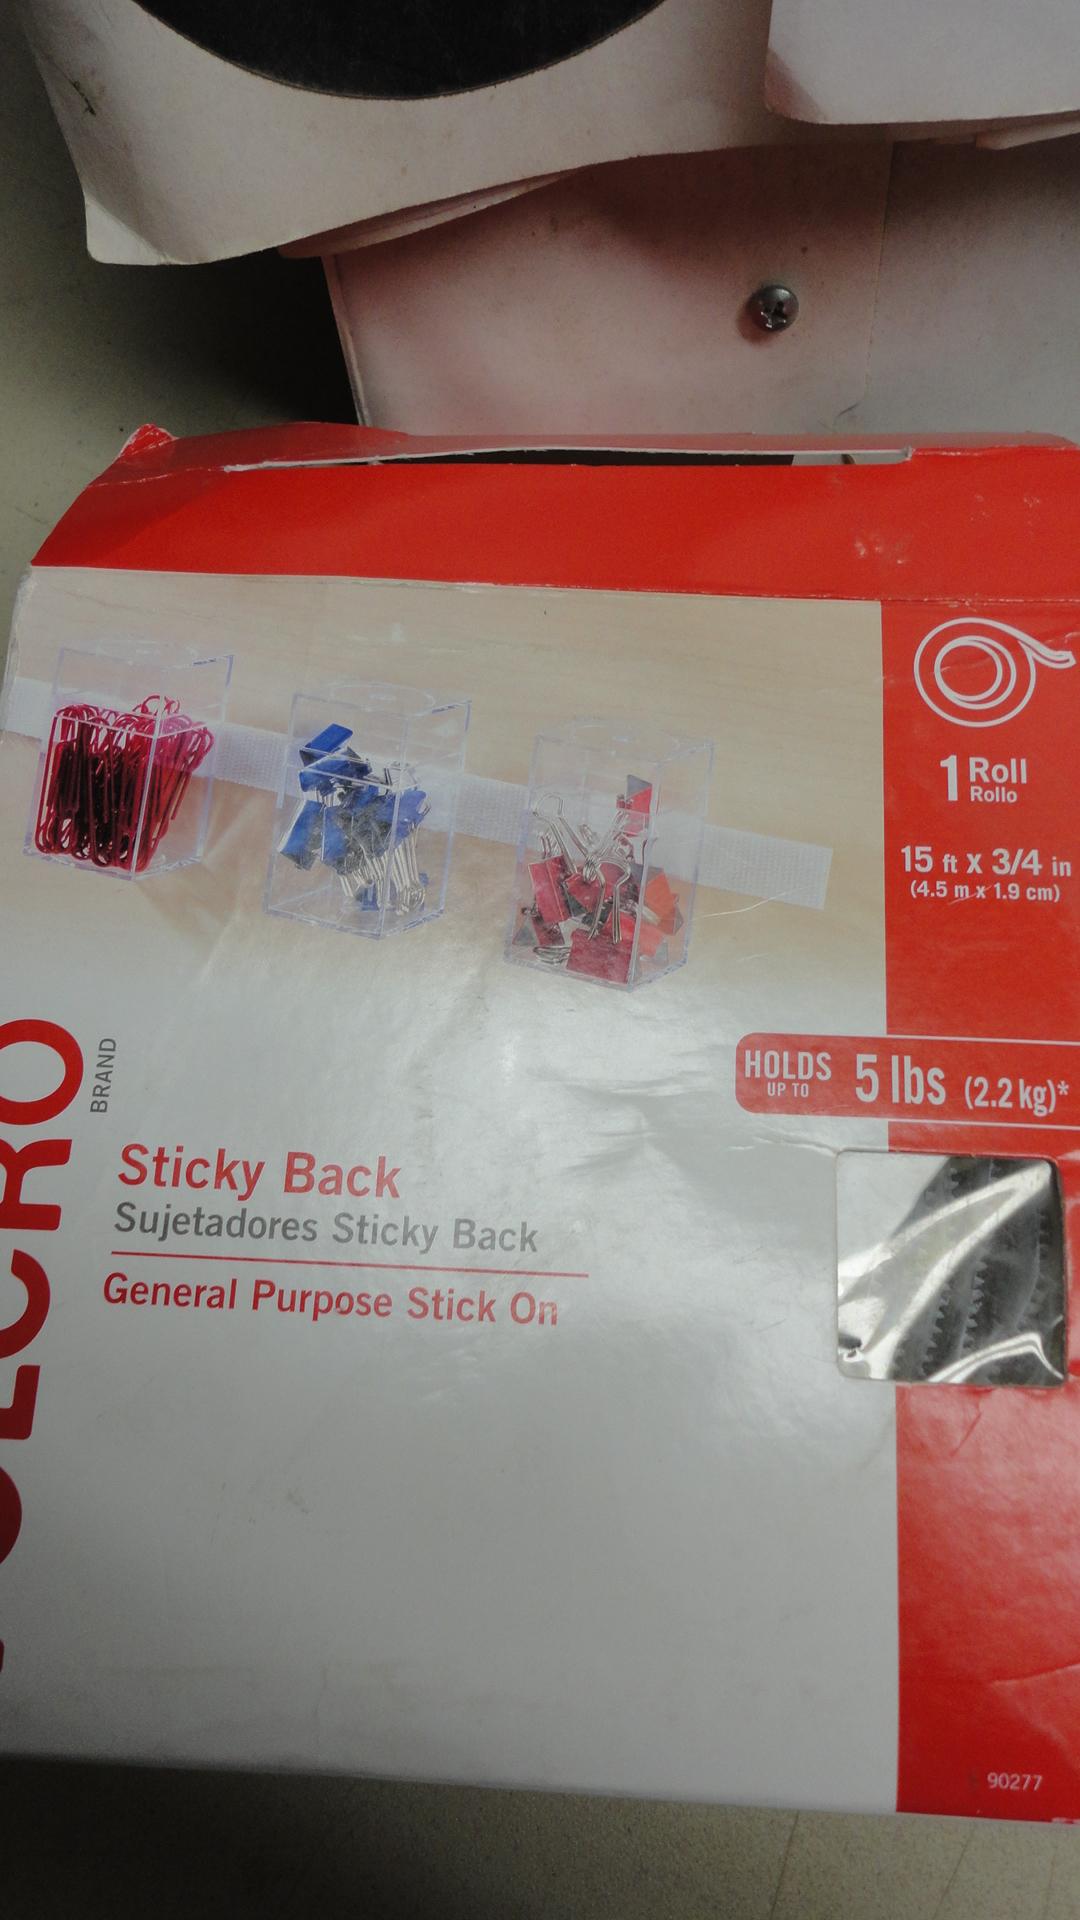 1 Roll
Rollo
15 ft x 3/4 in
(4.5 m x 1.9 cm)
HOLDS
UP TO
5 lbs (2.2 kg)*
BRAND
Sticky Back
Sujetadores Sticky Back
General Purpose Stick On
90277